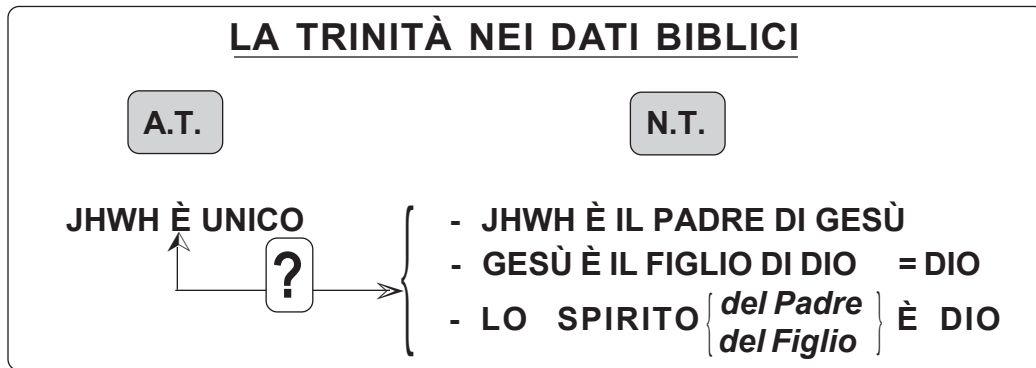 LA TRINITÀ NEI DATI BIBLICI
A.T.
N.T.
JHWH È UNICO
?
- JHWH È IL PADRE DI GESÙ
- GESÙ È IL FIGLIO DI DIO = DIO
- LO SPIRITO { del Padre
del Figlio } È DIO